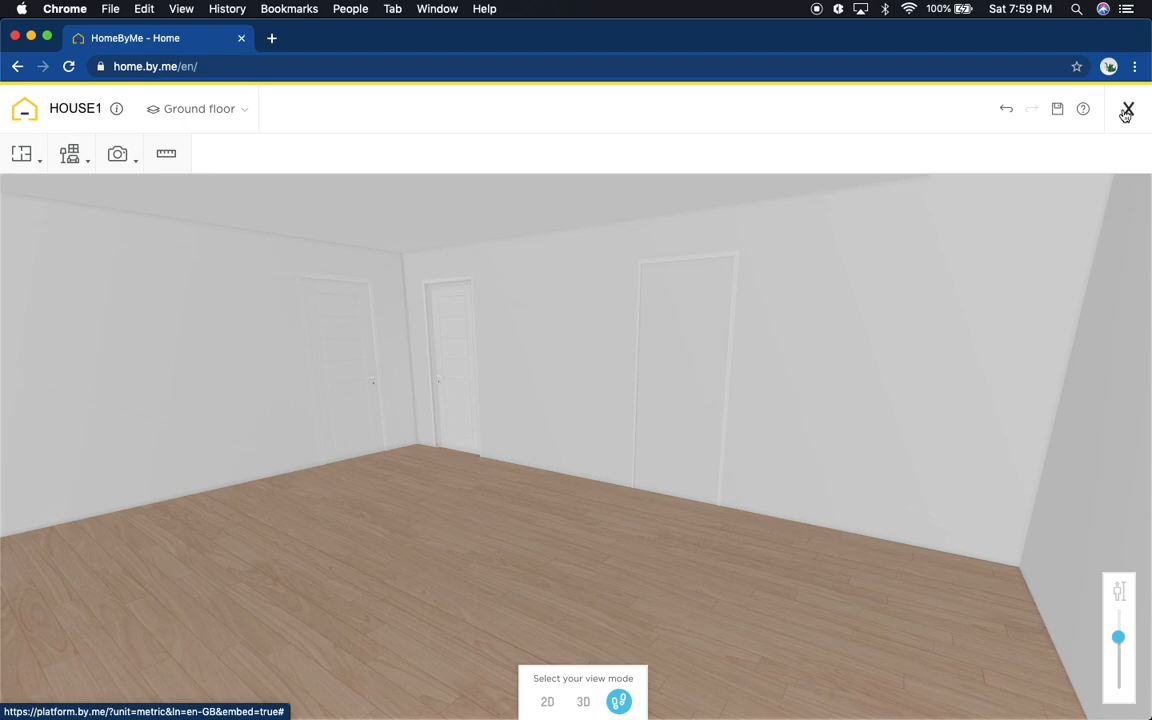 Chrome File Edit View History Bookmarks People Tab Window Help 100% Sat 7:59 PM
HomeByMe - Home
home.by.me/en/
HOUSE1 Ground floor
Select your view mode
2D 3D
https://platform.by.me/?unit=metric&ln=en-GB&embed=true#